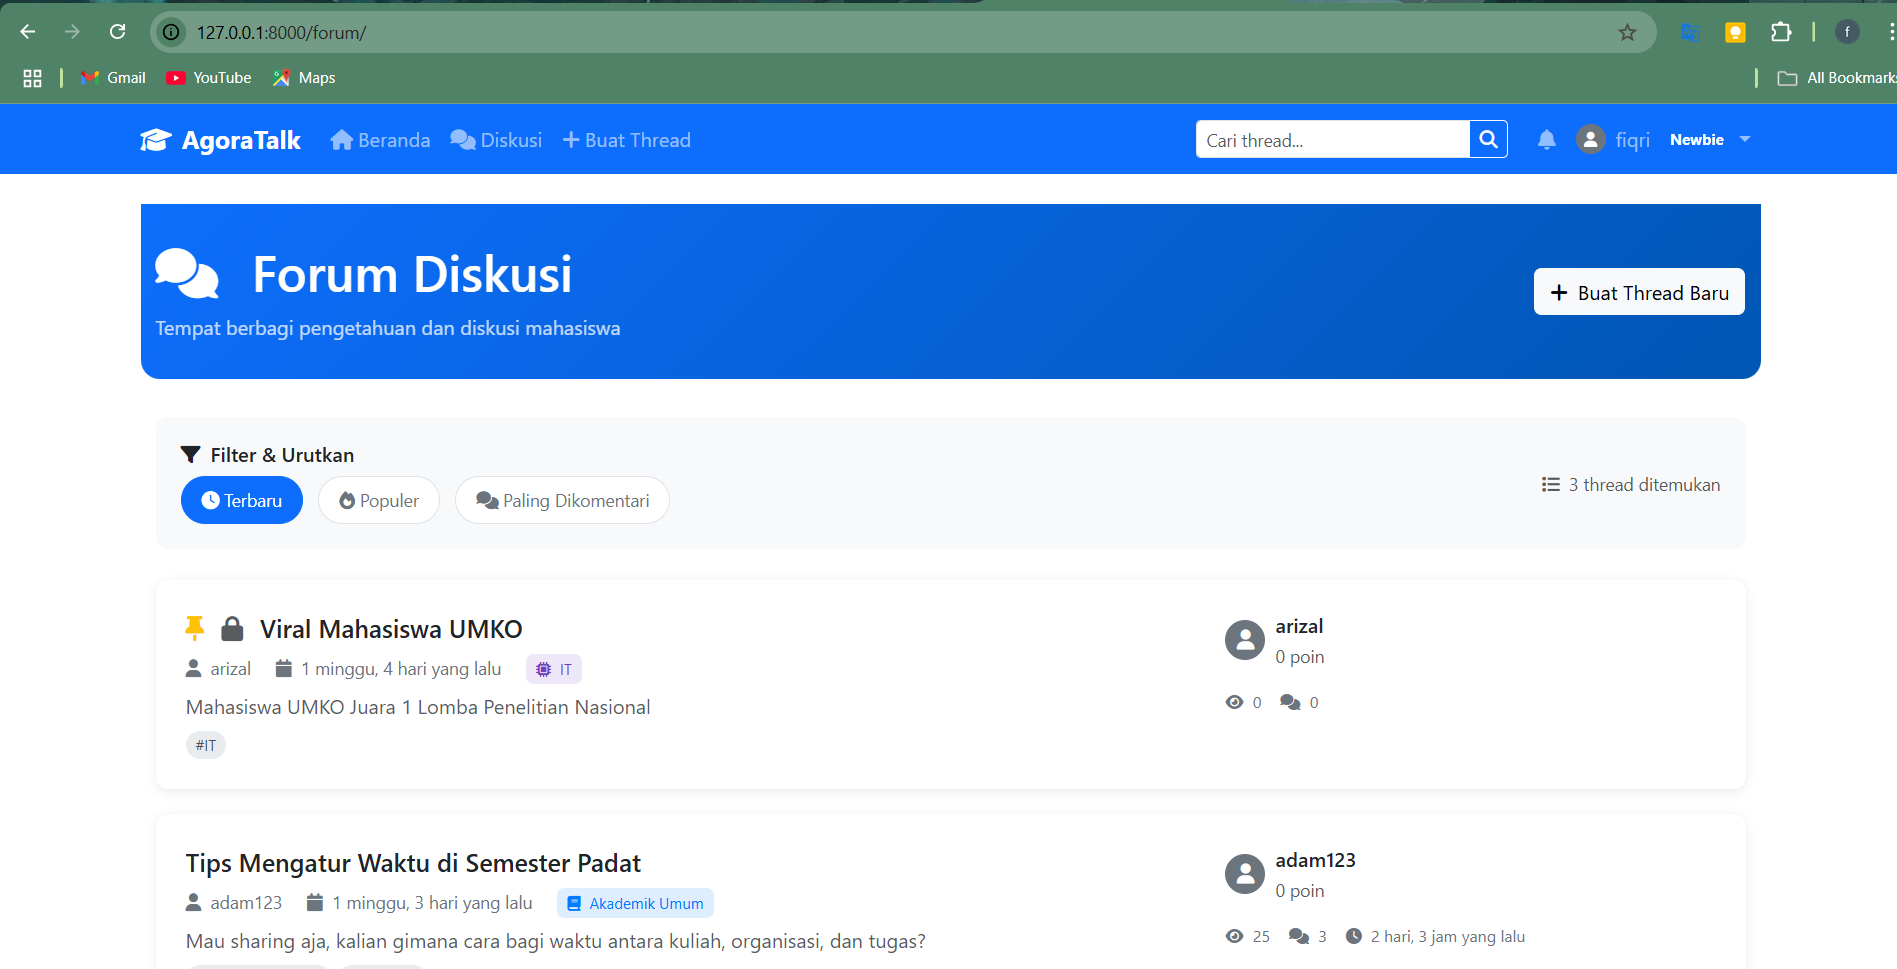 127.0.0.1:8000/forum/
f
Gmail YouTube Maps
All Bookmarks
AgoraTalk Beranda Diskusi Buat Thread
Cari thread...
fiqri Newbie
Forum Diskusi
Tempat berbagi pengetahuan dan diskusi mahasiswa
Buat Thread Baru
Filter & Urutkan
Terbaru Populer Paling Dikomentari
3 thread ditemukan
Viral Mahasiswa UMKO
arizal 1 minggu, 4 hari yang lalu IT
Mahasiswa UMKO Juara 1 Lomba Penelitian Nasional
#IT
arizal
0 poin
0 0
Tips Mengatur Waktu di Semester Padat
adam123 1 minggu, 3 hari yang lalu Akademik Umum
Mau sharing aja, kalian gimana cara bagi waktu antara kuliah, organisasi, dan tugas?
adam123
0 poin
25 3 2 hari, 3 jam yang lalu